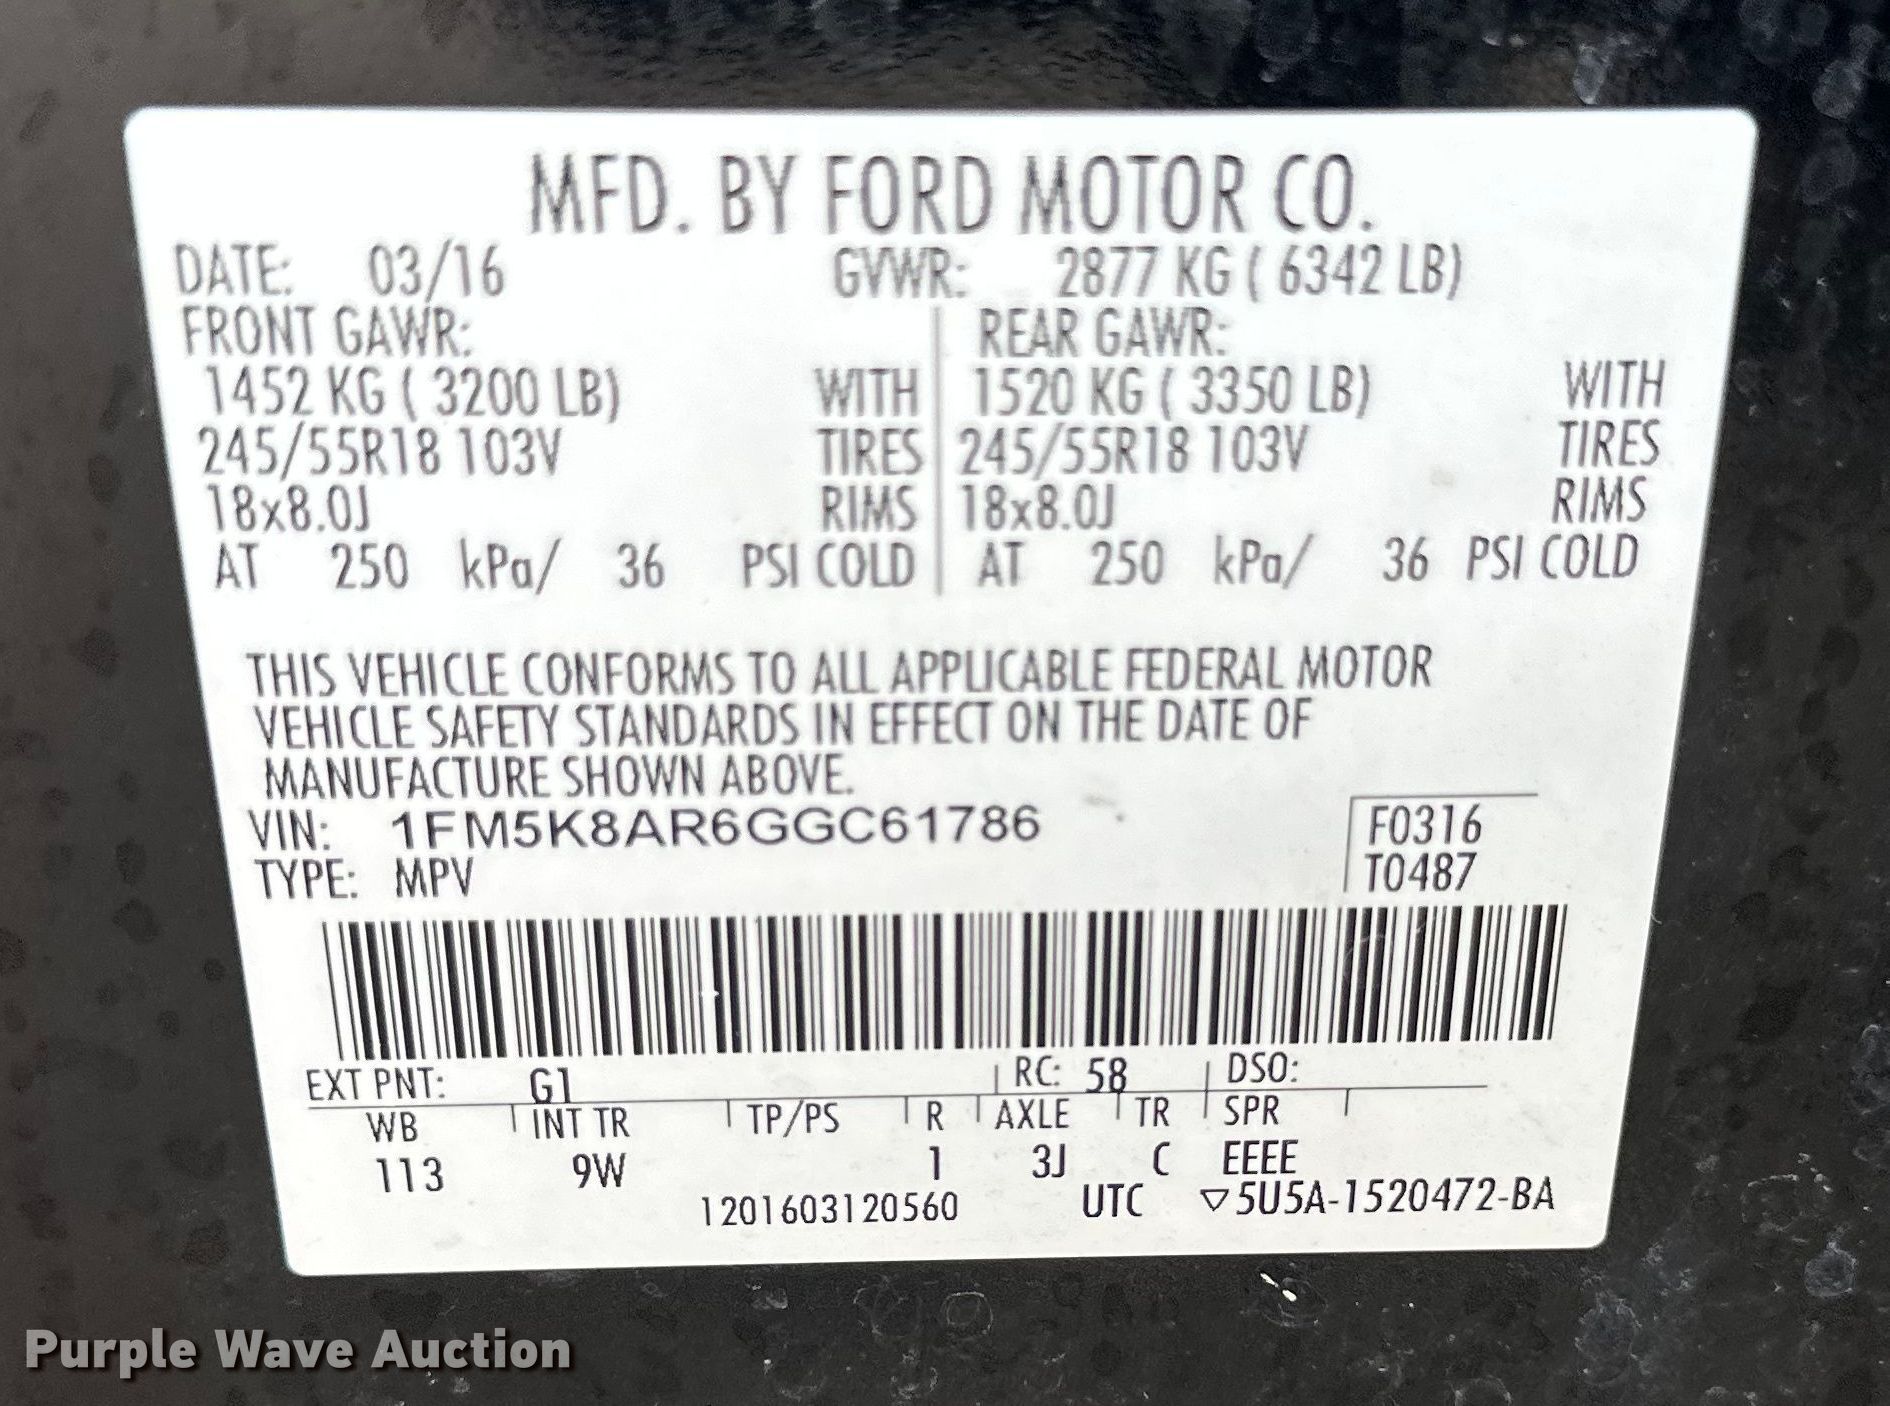 MFD. BY FORD MOTOR CO.
DATE: 03/16 GVWR: 2877 KG ( 6342 LB)
FRONT GAWR: REAR GAWR:
1452 KG ( 3200 LB) WITH 1520 KG ( 3350 LB) WITH
245/55R18 103V TIRES 245/55R18 103V TIRES
18x8.0J RIMS 18x8.0J RIMS
AT 250 kPa/ 36 PSI COLD AT 250 kPa/ 36 PSI COLD
THIS VEHICLE CONFORMS TO ALL APPLICABLE FEDERAL MOTOR
VEHICLE SAFETY STANDARDS IN EFFECT ON THE DATE OF
MANUFACTURE SHOWN ABOVE.
VIN: 1FM5K8AR6GGC61786 F0316
TYPE: MPV T0487
EXT PNT: G1 RC: 58 DSO:
WB INT TR TP/PS R AXLE TR SPR
113 9W 1 3J C EEEE
1201603120560 UTC ▽5U5A-1520472-BA
Purple Wave Auction